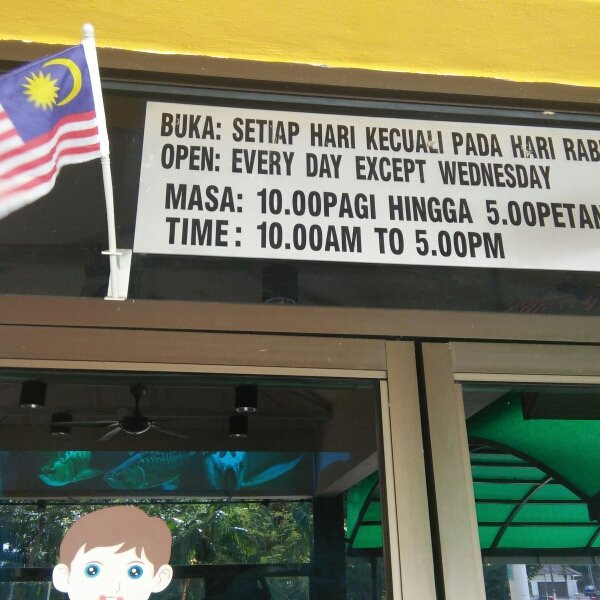 BUKA: SETIAP HARI KECUALI PADA HARI
OPEN: EVERY DAY EXCEPT WEDNESDAY
MASA: 10.00PAGI HINGGA 5.00PETAN
TIME: 10.00AM TO 5.00PM